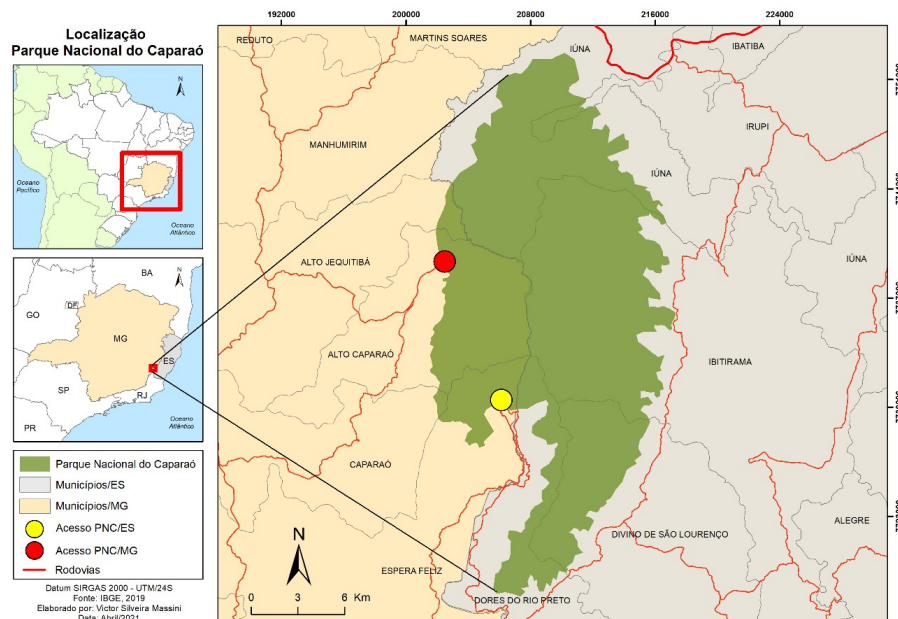 Localização
Parque Nacional do Caparaó
N
Oceano
Pacífico
Oceano
Atlântico
BA
N
GO
DF
MG
ES
SP
RJ
PR
Oceano
Atlântico
Parque Nacional do Caparaó
Municípios/ES
Municípios/MG
Acesso PNC/ES
Acesso PNC/MG
Rodovias
Datum SIRGAS 2000 - UTM/24S
Fonte: IBGE, 2019
Elaborado por: Victor Silveira Massini
Data: Abril/2021
192000 200000 208000 216000 224000
REDUTO
MARTINS SOARES
IÚNA
IBATIBA
IRUPI
MANHUMIRIM
IÚNA
ALTO JEQUITIBÁ
IÚNA
ALTO CAPARAÓ
IBITIRAMA
CAPARAÓ
ALEGRE
DIVINO DE SÃO LOURENÇO
N
ESPERA FELIZ
DORES DO RIO PRETO
0 3 6 Km